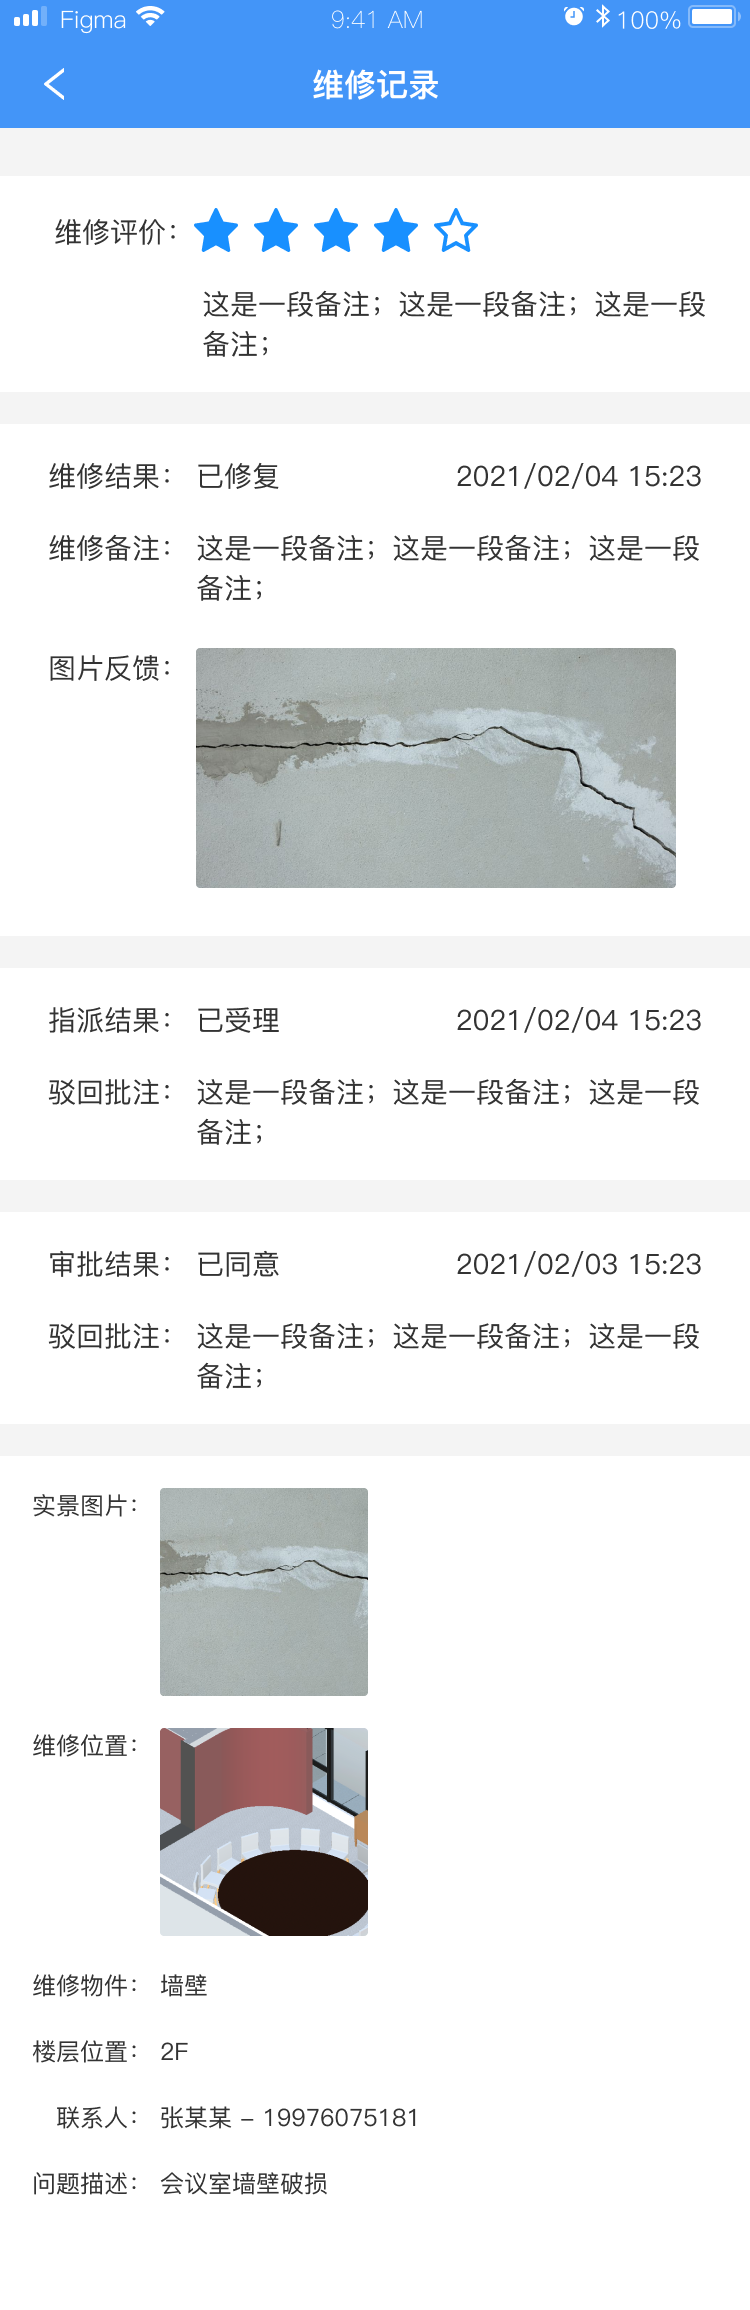 Figma 9:41 AM 100%
维修记录
维修评价：
这是一段备注；这是一段备注；这是一段
备注；
维修结果： 已修复 2021/02/04 15:23
维修备注： 这是一段备注；这是一段备注；这是一段
备注；
图片反馈：
指派结果： 已受理 2021/02/04 15:23
驳回批注： 这是一段备注；这是一段备注；这是一段
备注；
审批结果： 已同意 2021/02/03 15:23
驳回批注： 这是一段备注；这是一段备注；这是一段
备注；
实景图片：
维修位置：
维修物件： 墙壁
楼层位置： 2F
联系人： 张某某 – 19976075181
问题描述： 会议室墙壁破损